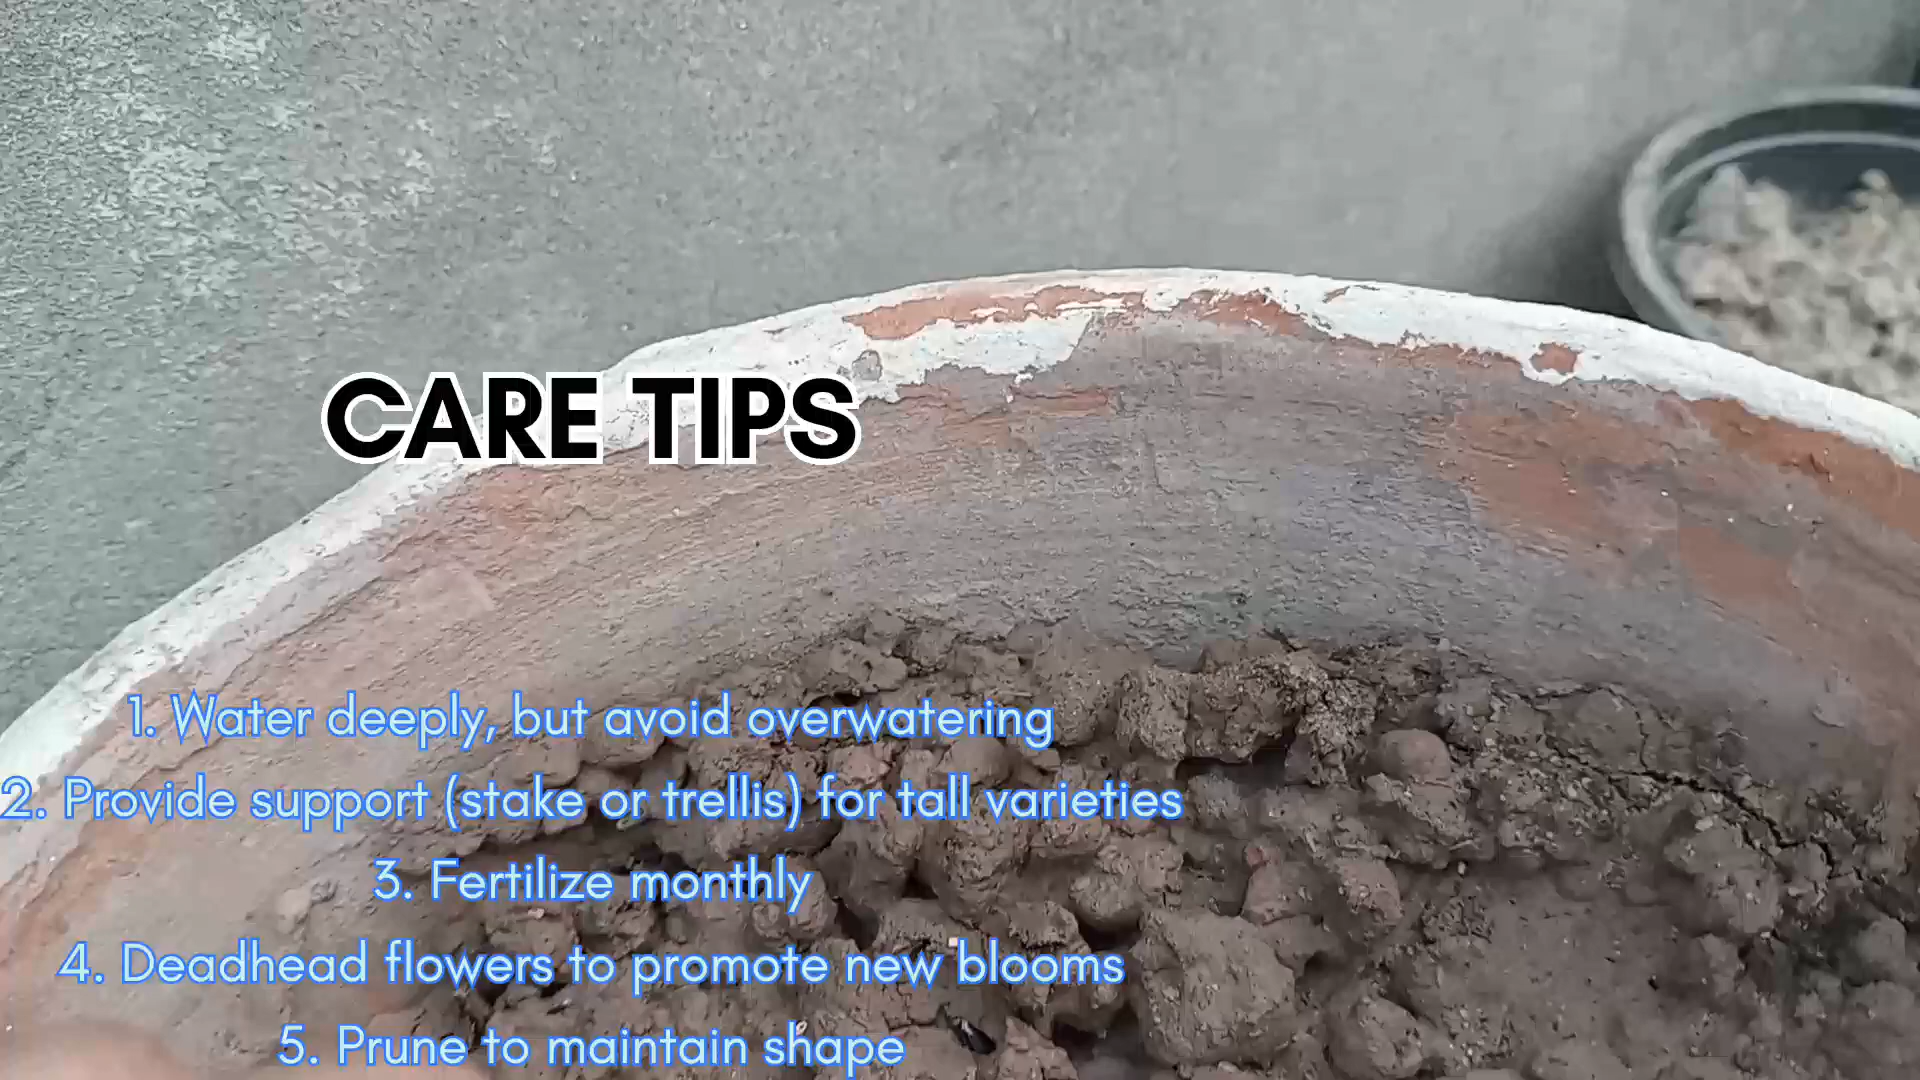 CARE TIPS
1. Water deeply, but avoid overwatering
2. Provide support (stake or trellis) for tall varieties
3. Fertilize monthly
4. Deadhead flowers to promote new blooms
5. Prune to maintain shape